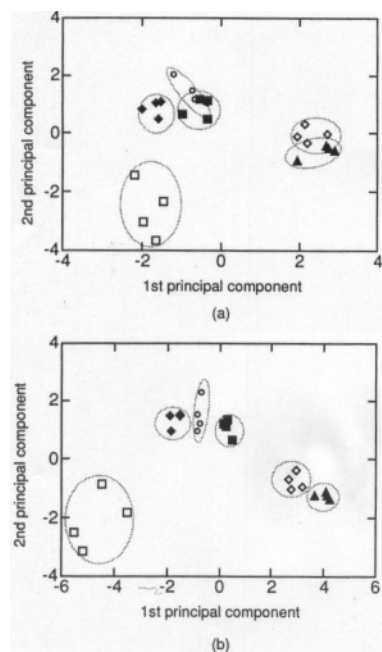 2nd principal component
4
2
0
-2
-4
-4 -2 0 2 4
1st principal component
(a)
2nd principal component
4
2
0
-2
-4
-6 -4 -2 0 2 4 6
1st principal component
(b)